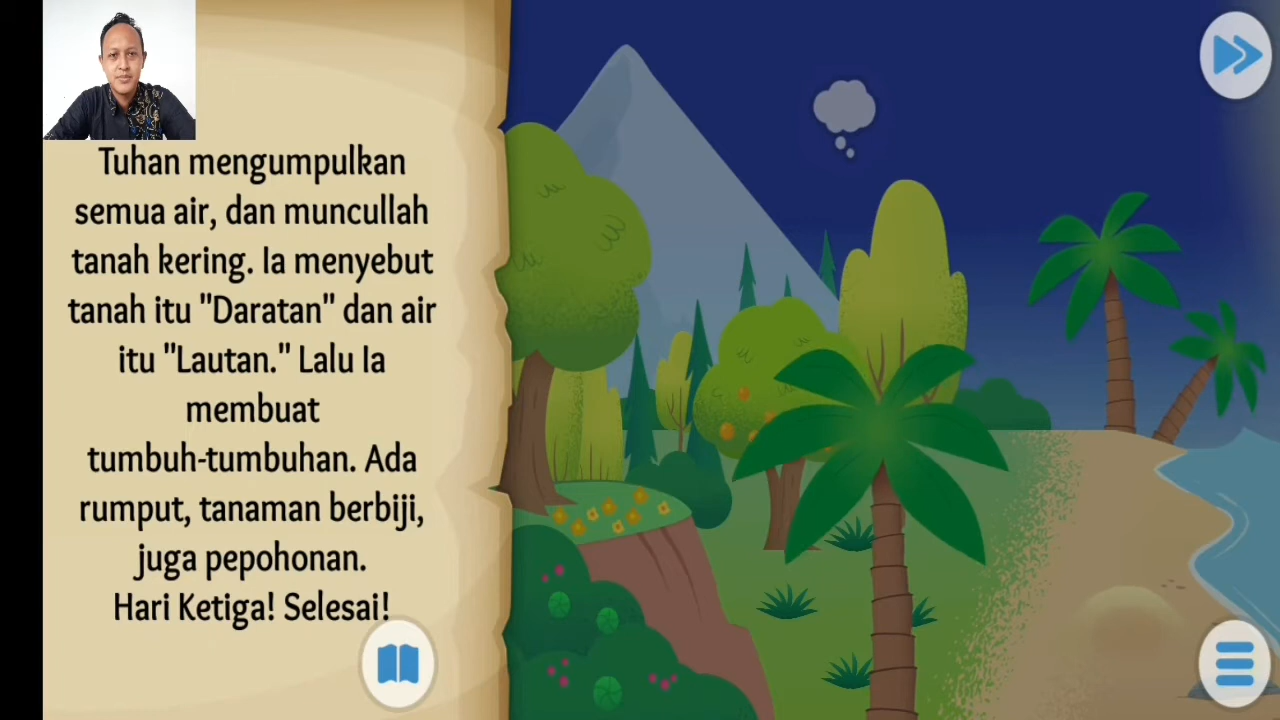 Tuhan mengumpulkan
semua air, dan muncullah
tanah kering. Ia menyebut
tanah itu "Daratan" dan air
itu "Lautan." Lalu Ia
membuat
tumbuh-tumbuhan. Ada
rumput, tanaman berbiji,
juga pepohonan.
Hari Ketiga! Selesai!